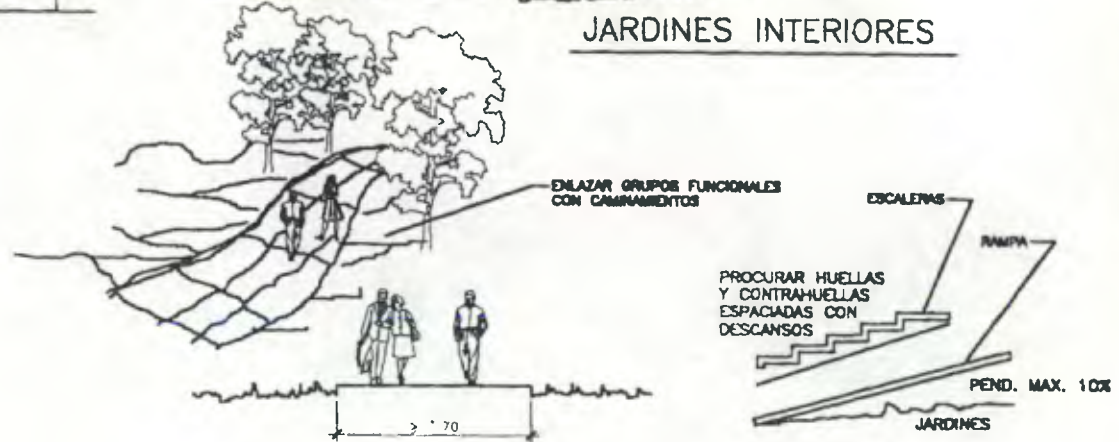 JARDINES INTERIORES
ENLAZAR GRUPOS FUNCIONALES
CON CAMINAMIENTOS
ESCALERAS
RAMPA
PROCURAR HUELLAS
Y CONTRAHUELLAS
ESPACIADAS CON
DESCANSOS
PEND. MAX. 10%
JARDINES
70